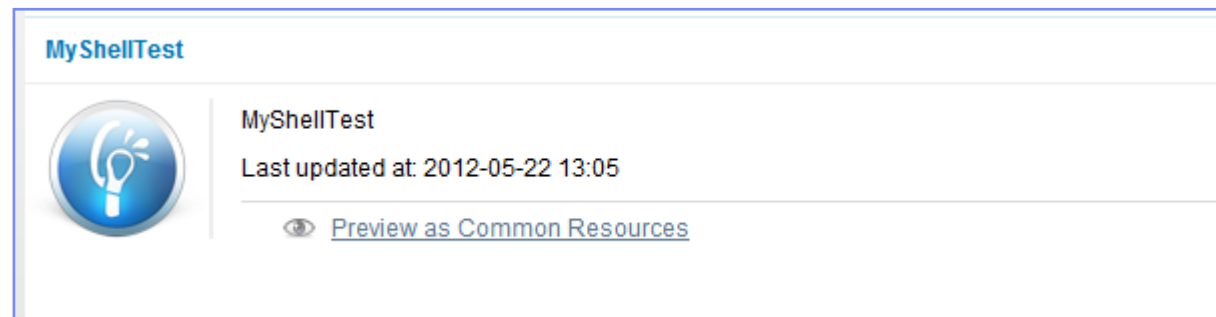 MyShellTest
MyShellTest
Last updated at: 2012-05-22 13:05
Preview as Common Resources